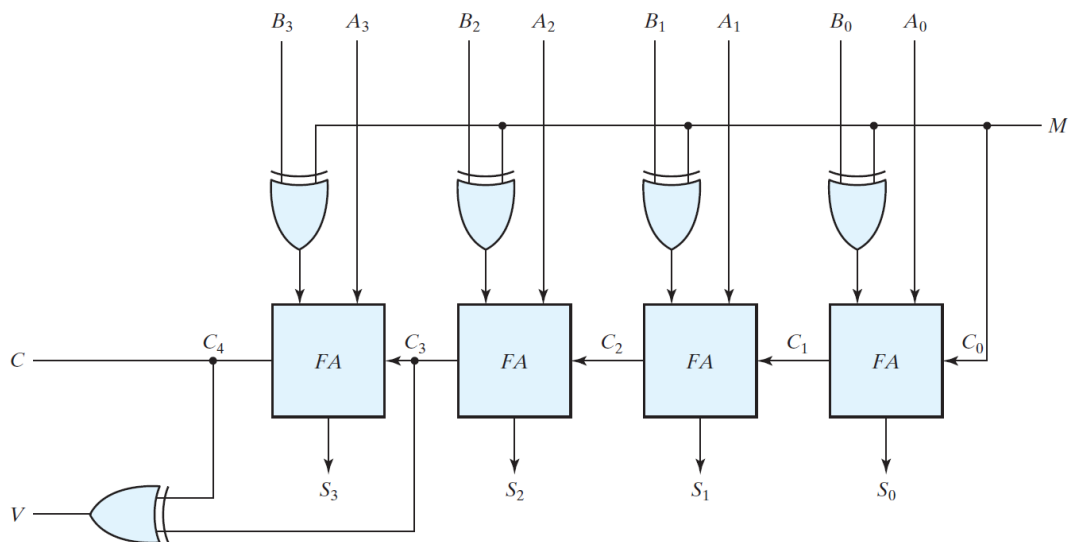 B₃ A₃ B₂ A₂ B₁ A₁ B₀ A₀
M
C C₄ FA C₃ FA C₂ FA C₁ FA C₀
S₃ S₂ S₁ S₀
V